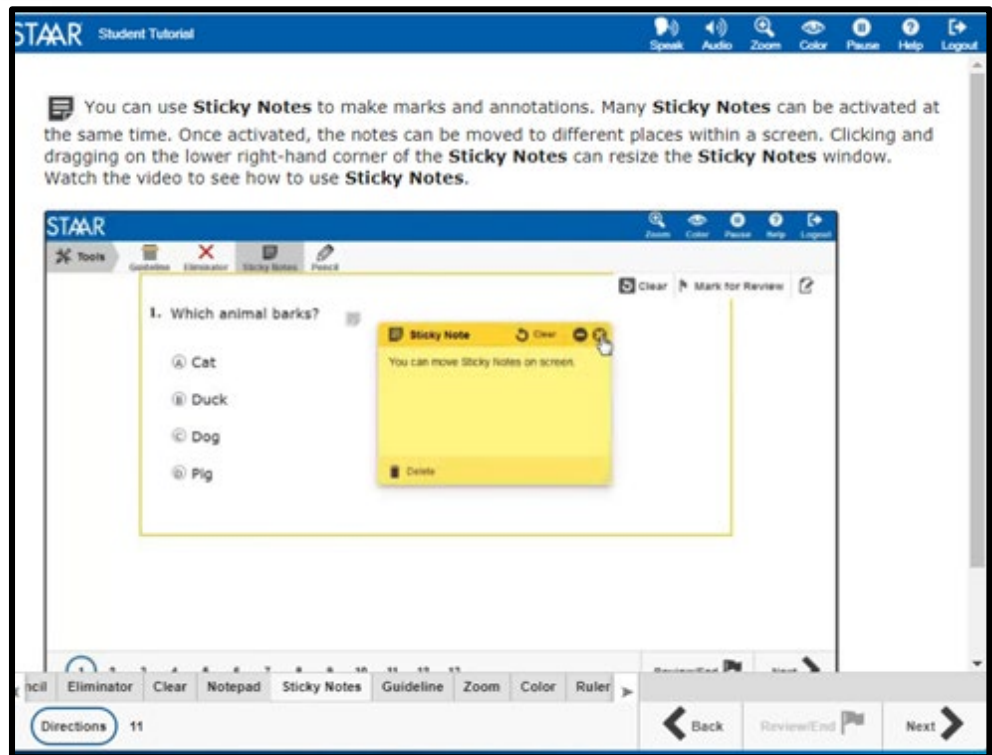 STAAR Student Tutorial
Speak Audio Zoom Color Pause Help Logout
You can use Sticky Notes to make marks and annotations. Many Sticky Notes can be activated at
the same time. Once activated, the notes can be moved to different places within a screen. Clicking and
dragging on the lower right-hand corner of the Sticky Notes can resize the Sticky Notes window.
Watch the video to see how to use Sticky Notes.
STAAR
Zoom Color Pause Help Logout
Tools Guideline Eliminator Sticky Notes Pencil
Clear Mark for Review
1. Which animal barks?
Sticky Note Clear
You can move Sticky Notes on screen.
A Cat
B Duck
C Dog
D Pig
Delete
ncil Eliminator Clear Notepad Sticky Notes Guideline Zoom Color Ruler
Directions 11
Back Review/End Next